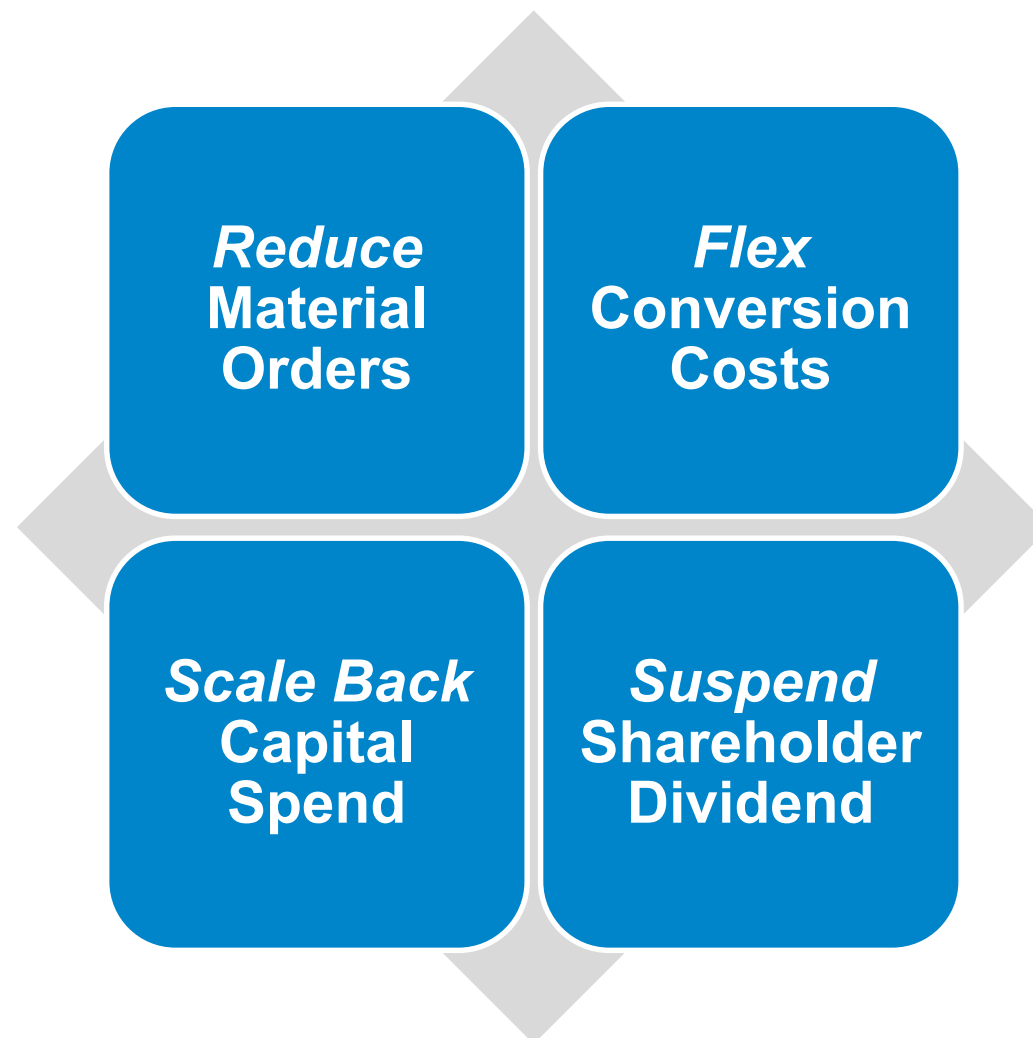 Reduce
Material
Orders
Flex
Conversion
Costs
Scale Back
Capital
Spend
Suspend
Shareholder
Dividend